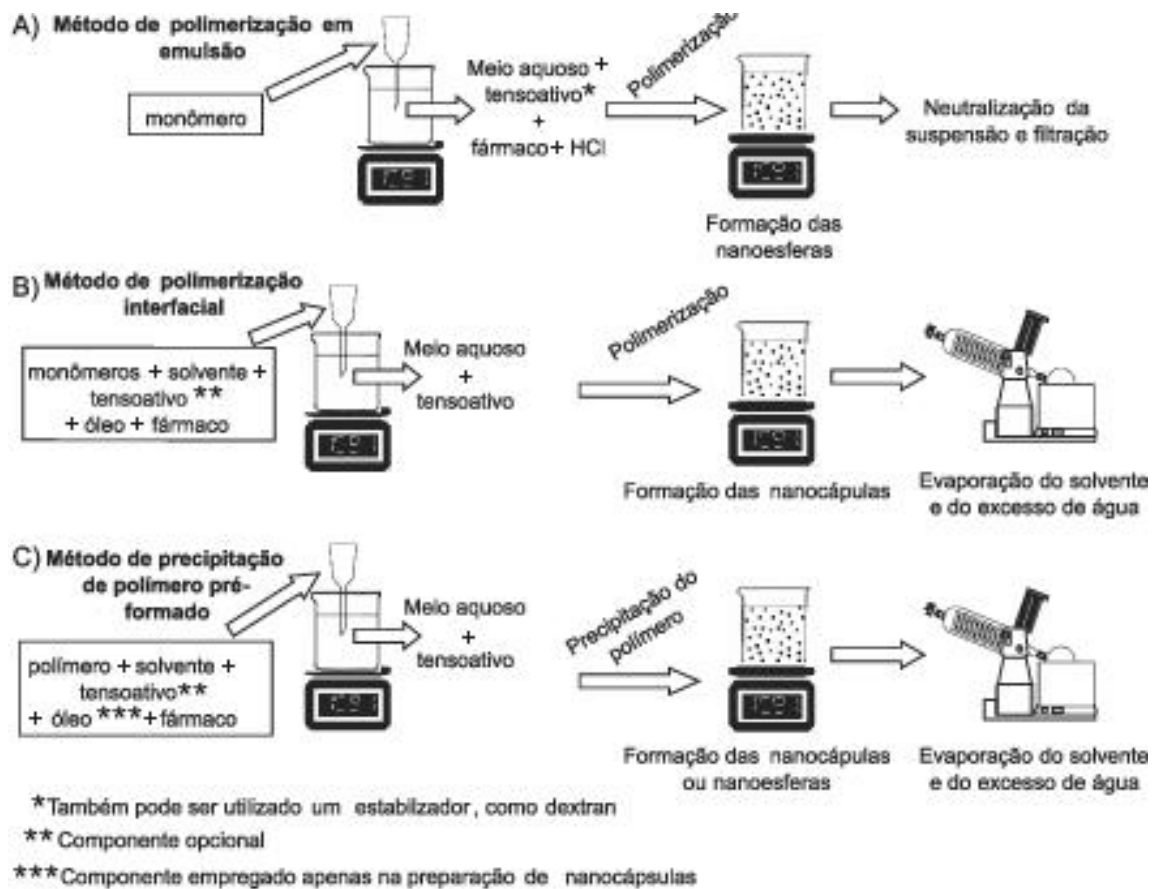 A) Método de polimerização em
emulsão
monômero
Meio aquoso +
tensoativo*
+
fármaco+ HCl
Polimerização
Formação das
nanoesferas
Neutralização da
suspensão e filtração
B) Método de polimerização
interfacial
monômeros + solvente +
tensoativo **
+ óleo + fármaco
Meio aquoso
+
tensoativo
Polimerização
Formação das nanocápulas
Evaporação do solvente
e do excesso de água
C) Método de precipitação
de polímero pré-
formado
polímero + solvente +
tensoativo**
+ óleo ***+fármaco
Meio aquoso
+
tensoativo
Precipitação do
polímero
Formação das nanocápulas
ou nanoesferas
Evaporação do solvente
e do excesso de água
*Também pode ser utilizado um estabilzador, como dextran
** Componente opcional
***Componente empregado apenas na preparação de nanocápsulas